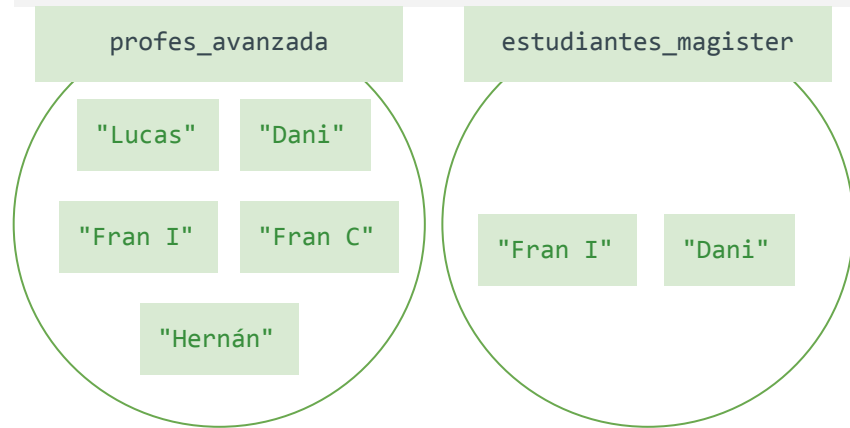 profes_avanzada
estudiantes_magister
"Lucas" "Dani"
"Fran I" "Fran C"
"Hernán"
"Fran I" "Dani"